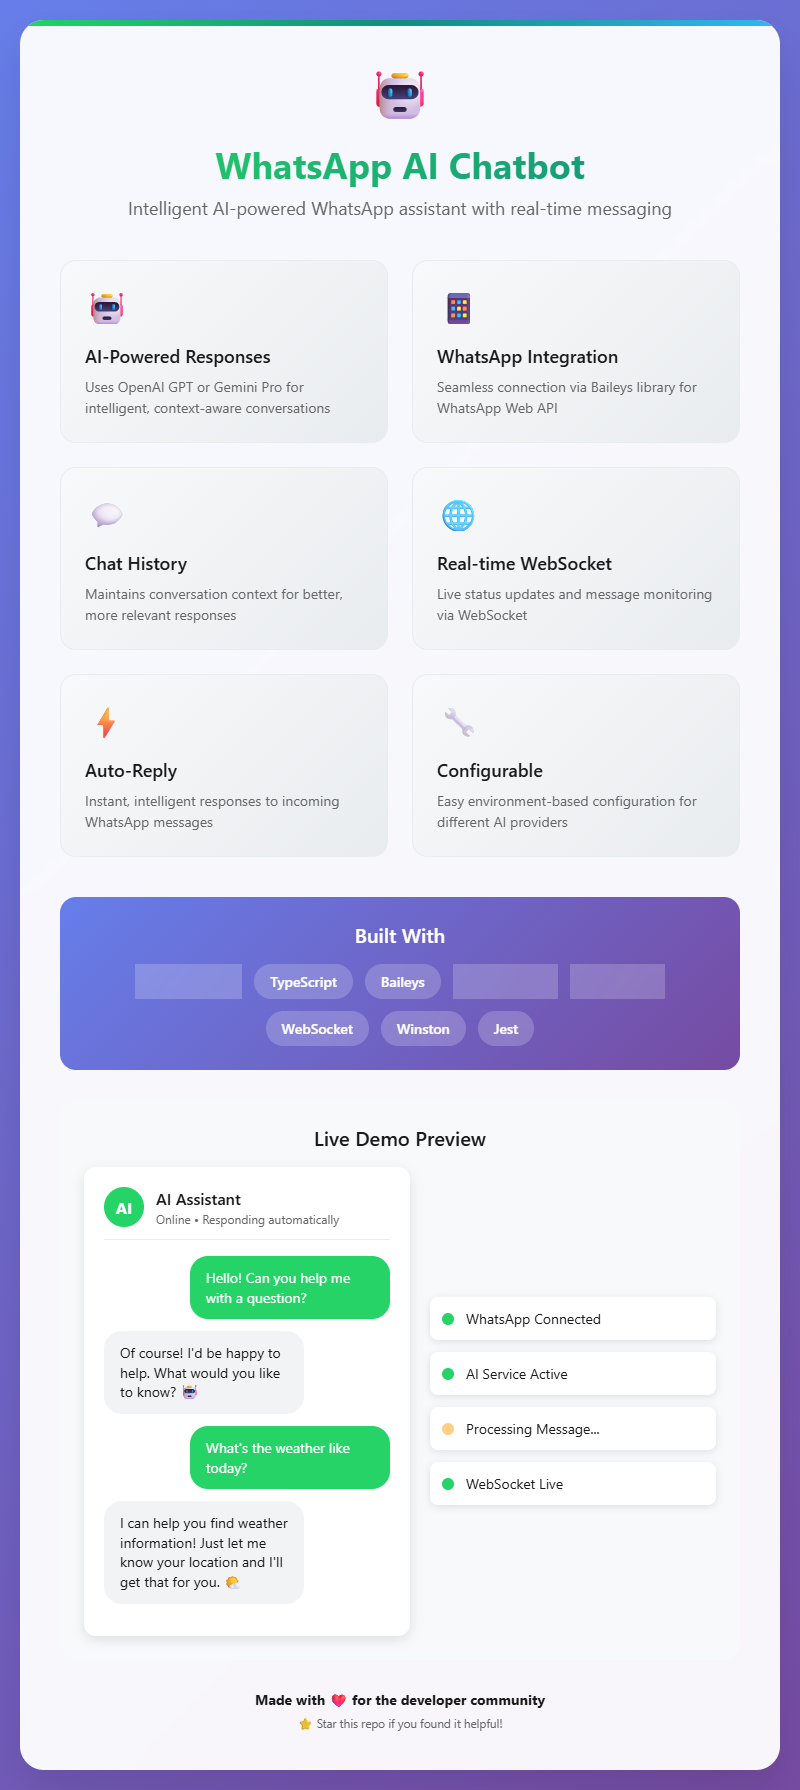 WhatsApp AI Chatbot
Intelligent AI-powered WhatsApp assistant with real-time messaging
AI-Powered Responses
Uses OpenAI GPT or Gemini Pro for
intelligent, context-aware conversations
WhatsApp Integration
Seamless connection via Baileys library for
WhatsApp Web API
Chat History
Maintains conversation context for better,
more relevant responses
Real-time WebSocket
Live status updates and message monitoring
via WebSocket
Auto-Reply
Instant, intelligent responses to incoming
WhatsApp messages
Configurable
Easy environment-based configuration for
different AI providers
Built With
TypeScript
Baileys
WebSocket
Winston
Jest
Live Demo Preview
AI
AI Assistant
Online • Responding automatically
Hello! Can you help me
with a question?
Of course! I'd be happy to
help. What would you like
to know? 🤖
What's the weather like
today?
I can help you find weather
information! Just let me
know your location and I'll
get that for you. 🌤️
WhatsApp Connected
AI Service Active
Processing Message...
WebSocket Live
Made with ❤️ for the developer community
⭐ Star this repo if you found it helpful!